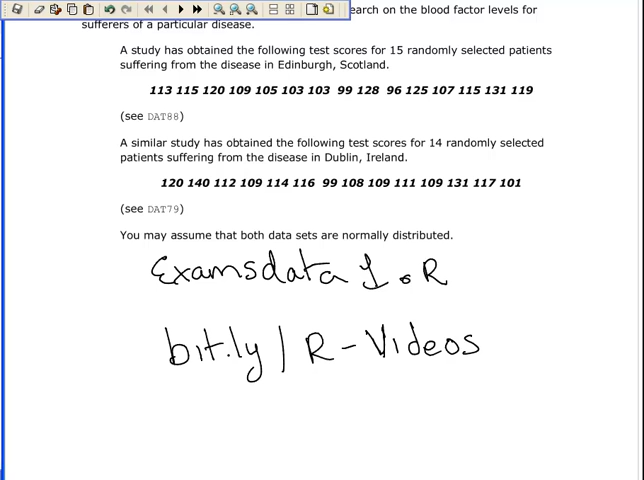 earch on the blood factor levels for
sufferers of a particular disease.
A study has obtained the following test scores for 15 randomly selected patients
suffering from the disease in Edinburgh, Scotland.
113 115 120 109 105 103 103 99 128 96 125 107 115 131 119
(see DAT88)
A similar study has obtained the following test scores for 14 randomly selected
patients suffering from the disease in Dublin, Ireland.
120 140 112 109 114 116 99 108 109 111 109 131 117 101
(see DAT79)
You may assume that both data sets are normally distributed.
Examsdata 1.R
bit.ly/R-Videos